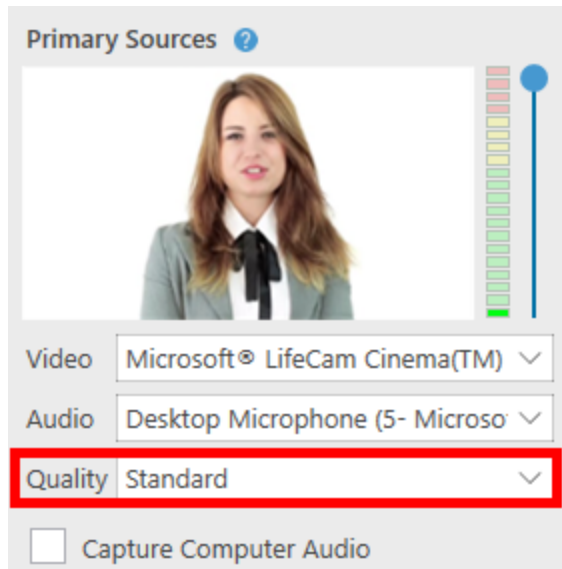 Primary Sources ?
Video Microsoft® LifeCam Cinema(TM)
Audio Desktop Microphone (5- Microso
Quality Standard
Capture Computer Audio